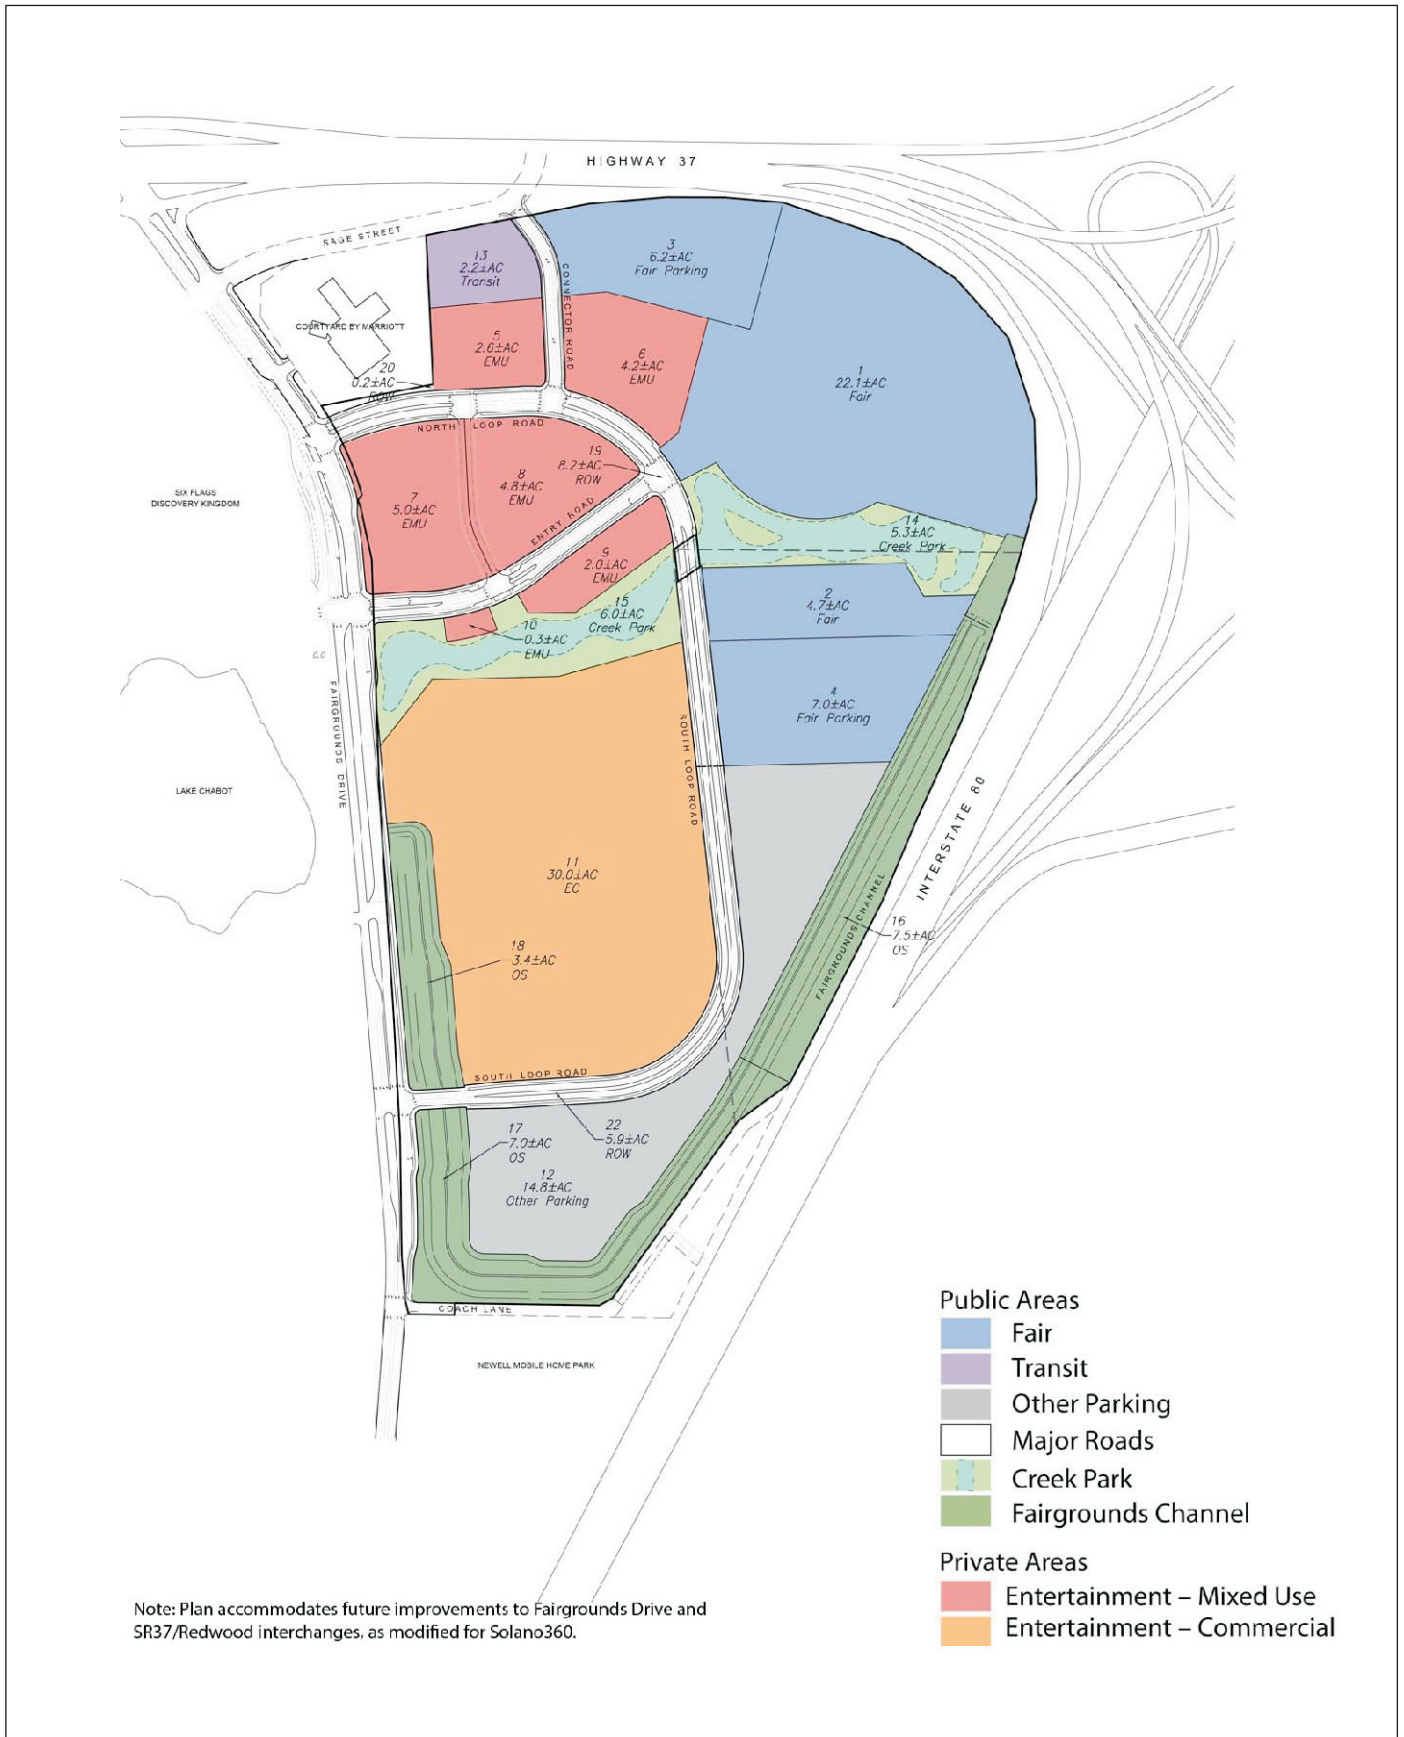 HIGHWAY 37
SAGE STREET
13
2.2±AC
Transit
3
6.2±AC
Fair Parking
CONNECTOR ROAD
COURTYARD BY MARRIOTT
5
2.6±AC
EMU
6
4.2±AC
EMU
1
22.1±AC
Fair
20
0.2±AC
ROW
NORTH LOOP ROAD
19
8.2±AC
ROW
8
4.8±AC
EMU
7
5.0±AC
EMU
SIX FLAGS
DISCOVERY KINGDOM
ENTRY ROAD
14
5.3±AC
Creek Park
9
2.0±AC
EMU
2
4.7±AC
Fair
15
6.0±AC
Creek Park
10
0.3±AC
EMU
4
7.0±AC
Fair Parking
FAIRGROUNDS DRIVE
SOUTH LOOP ROAD
LAKE CHABOT
INTERSTATE 80
11
30.0±AC
EC
FAIRGROUNDS CHANNEL
16
7.5±AC
OS
18
3.4±AC
OS
SOUTH LOOP ROAD
17
7.0±AC
OS
22
5.9±AC
ROW
12
14.8±AC
Other Parking
COACH LANE
NEWELL MOBILE HOME PARK
Public Areas
Fair
Transit
Other Parking
Major Roads
Creek Park
Fairgrounds Channel
Private Areas
Entertainment – Mixed Use
Entertainment – Commercial
Note: Plan accommodates future improvements to Fairgrounds Drive and
SR37/Redwood interchanges, as modified for Solano360.